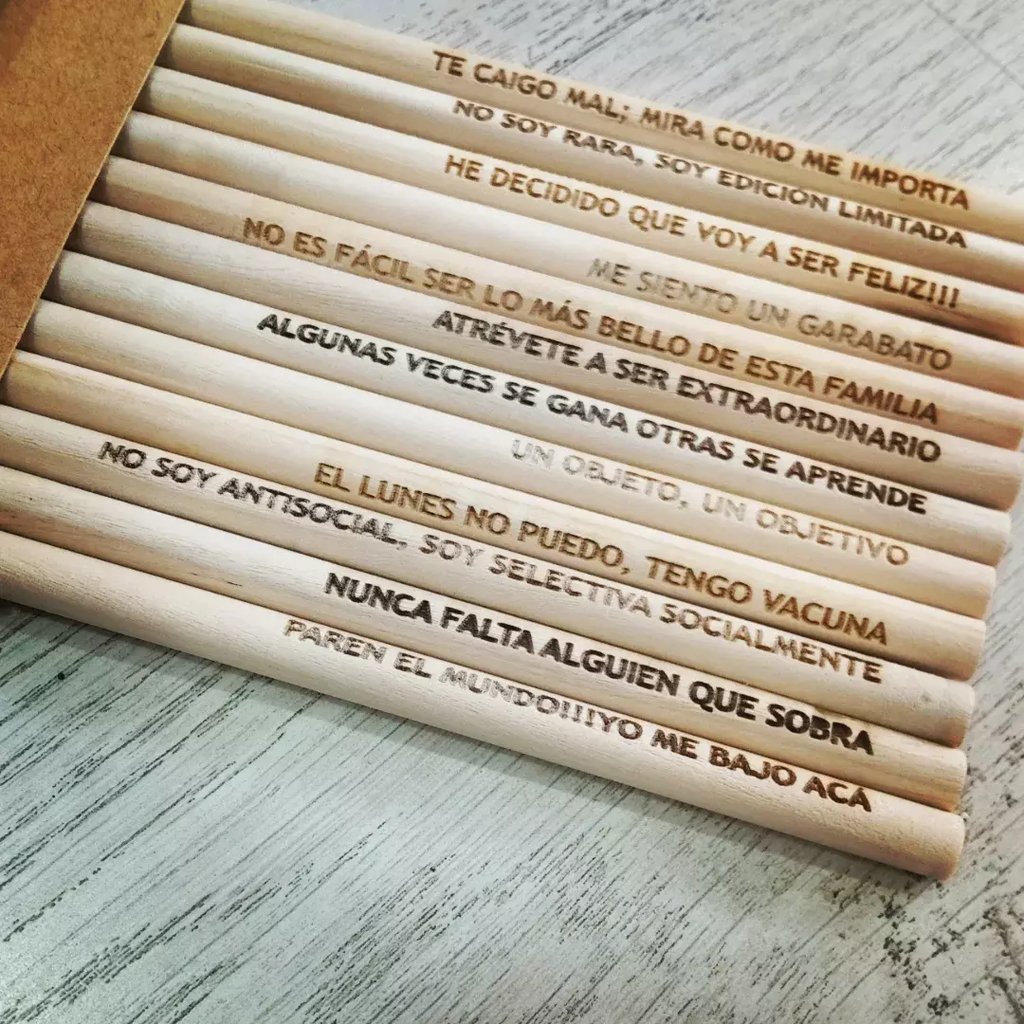 TE CAIGO MAL; MIRA COMO ME IMPORTA
NO SOY RARA, SOY EDICIÓN LIMITADA
HE DECIDIDO QUE VOY A SER FELIZ!!!
ME SIENTO UN GARABATO
NO ES FÁCIL SER LO MÁS BELLO DE ESTA FAMILIA
ATRÉVETE A SER EXTRAORDINARIO
ALGUNAS VECES SE GANA OTRAS SE APRENDE
UN OBJETO, UN OBJETIVO
EL LUNES NO PUEDO, TENGO VACUNA
NO SOY ANTISOCIAL, SOY SELECTIVA SOCIALMENTE
NUNCA FALTA ALGUIEN QUE SOBRA
PAREN EL MUNDO!!!YO ME BAJO ACÁ